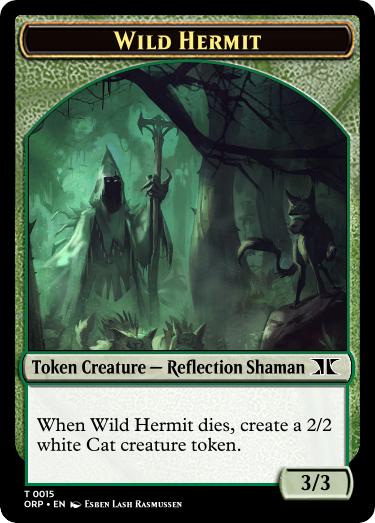 Wild Hermit
Token Creature — Reflection Shaman
When Wild Hermit dies, create a 2/2
white Cat creature token.
3/3
T 0015
ORP • EN Esben Lash Rasmussen